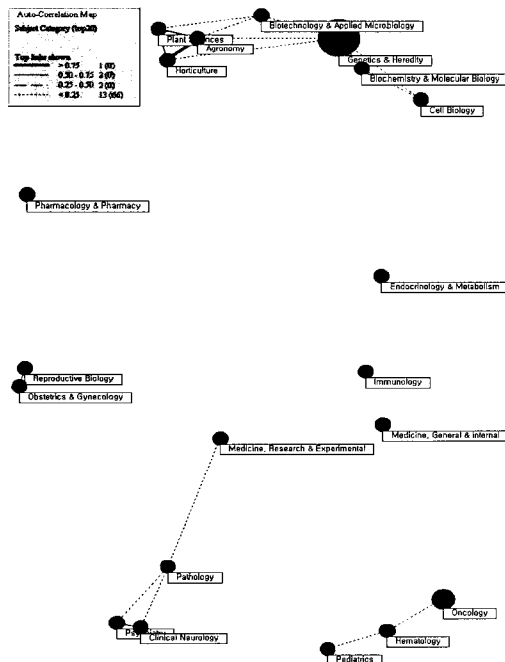 Auto-Correlation Map
Subject Category (top20)
Top links shown
> 0.75 1 (0)
0.50 - 0.75 2 (0)
0.25 - 0.50 2 (0)
< 0.25 13
Biotechnology & Applied Microbiology
Plant Sciences
Agronomy
Genetics & Heredity
Horticulture
Biochemistry & Molecular Biology
Cell Biology
Pharmacology & Pharmacy
Endocrinology & Metabolism
Reproductive Biology
Immunology
Obstetrics & Gynecology
Medicine, General & internal
Medicine, Research & Experimental
Pathology
Oncology
Clinical Neurology
Hematology
Pediatrics